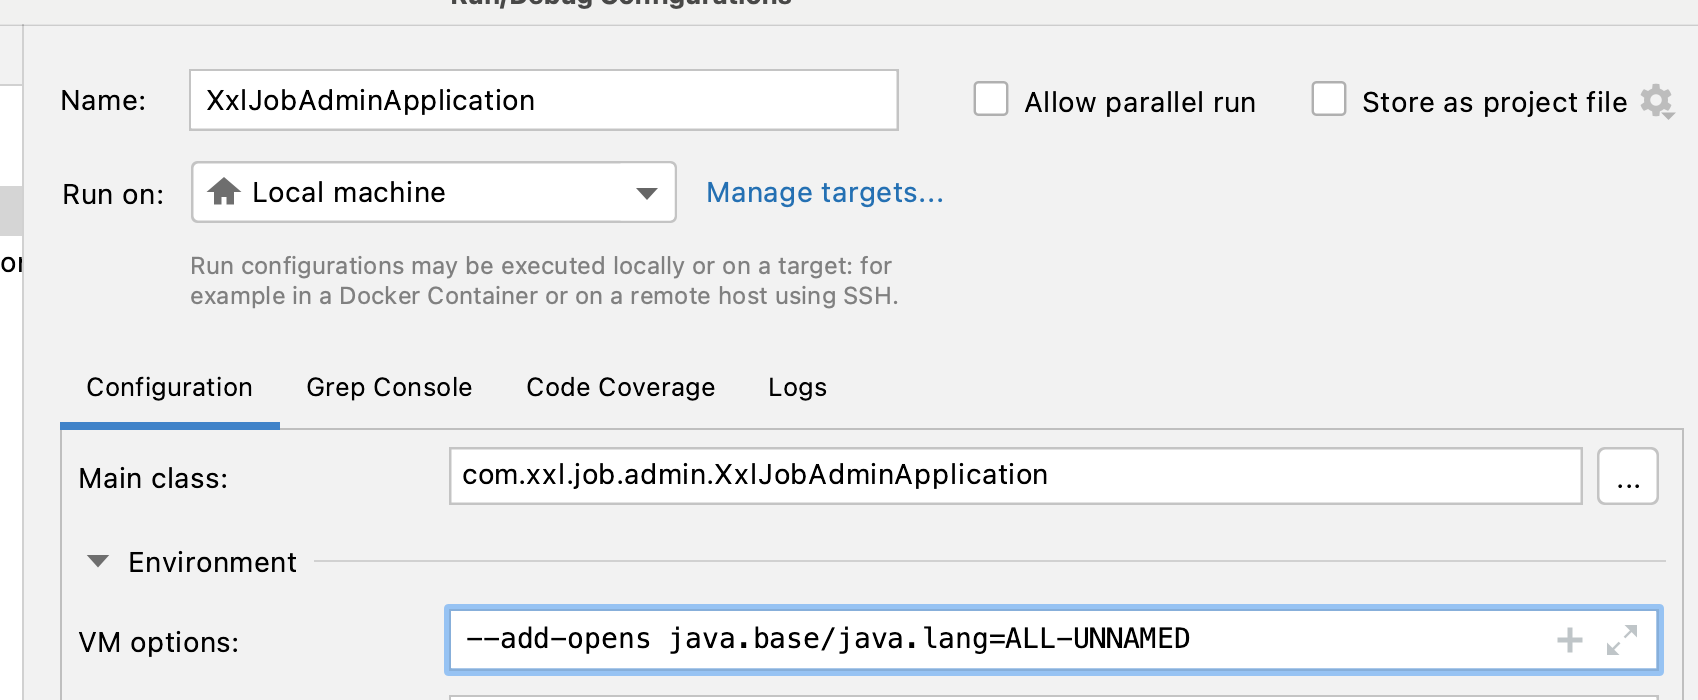 Run/Debug Configurations
Name: XxlJobAdminApplication Allow parallel run Store as project file
Run on: Local machine Manage targets...
Run configurations may be executed locally or on a target: for
example in a Docker Container or on a remote host using SSH.
Configuration Grep Console Code Coverage Logs
Main class: com.xxl.job.admin.XxlJobAdminApplication ...
Environment
VM options: --add-opens java.base/java.lang=ALL-UNNAMED